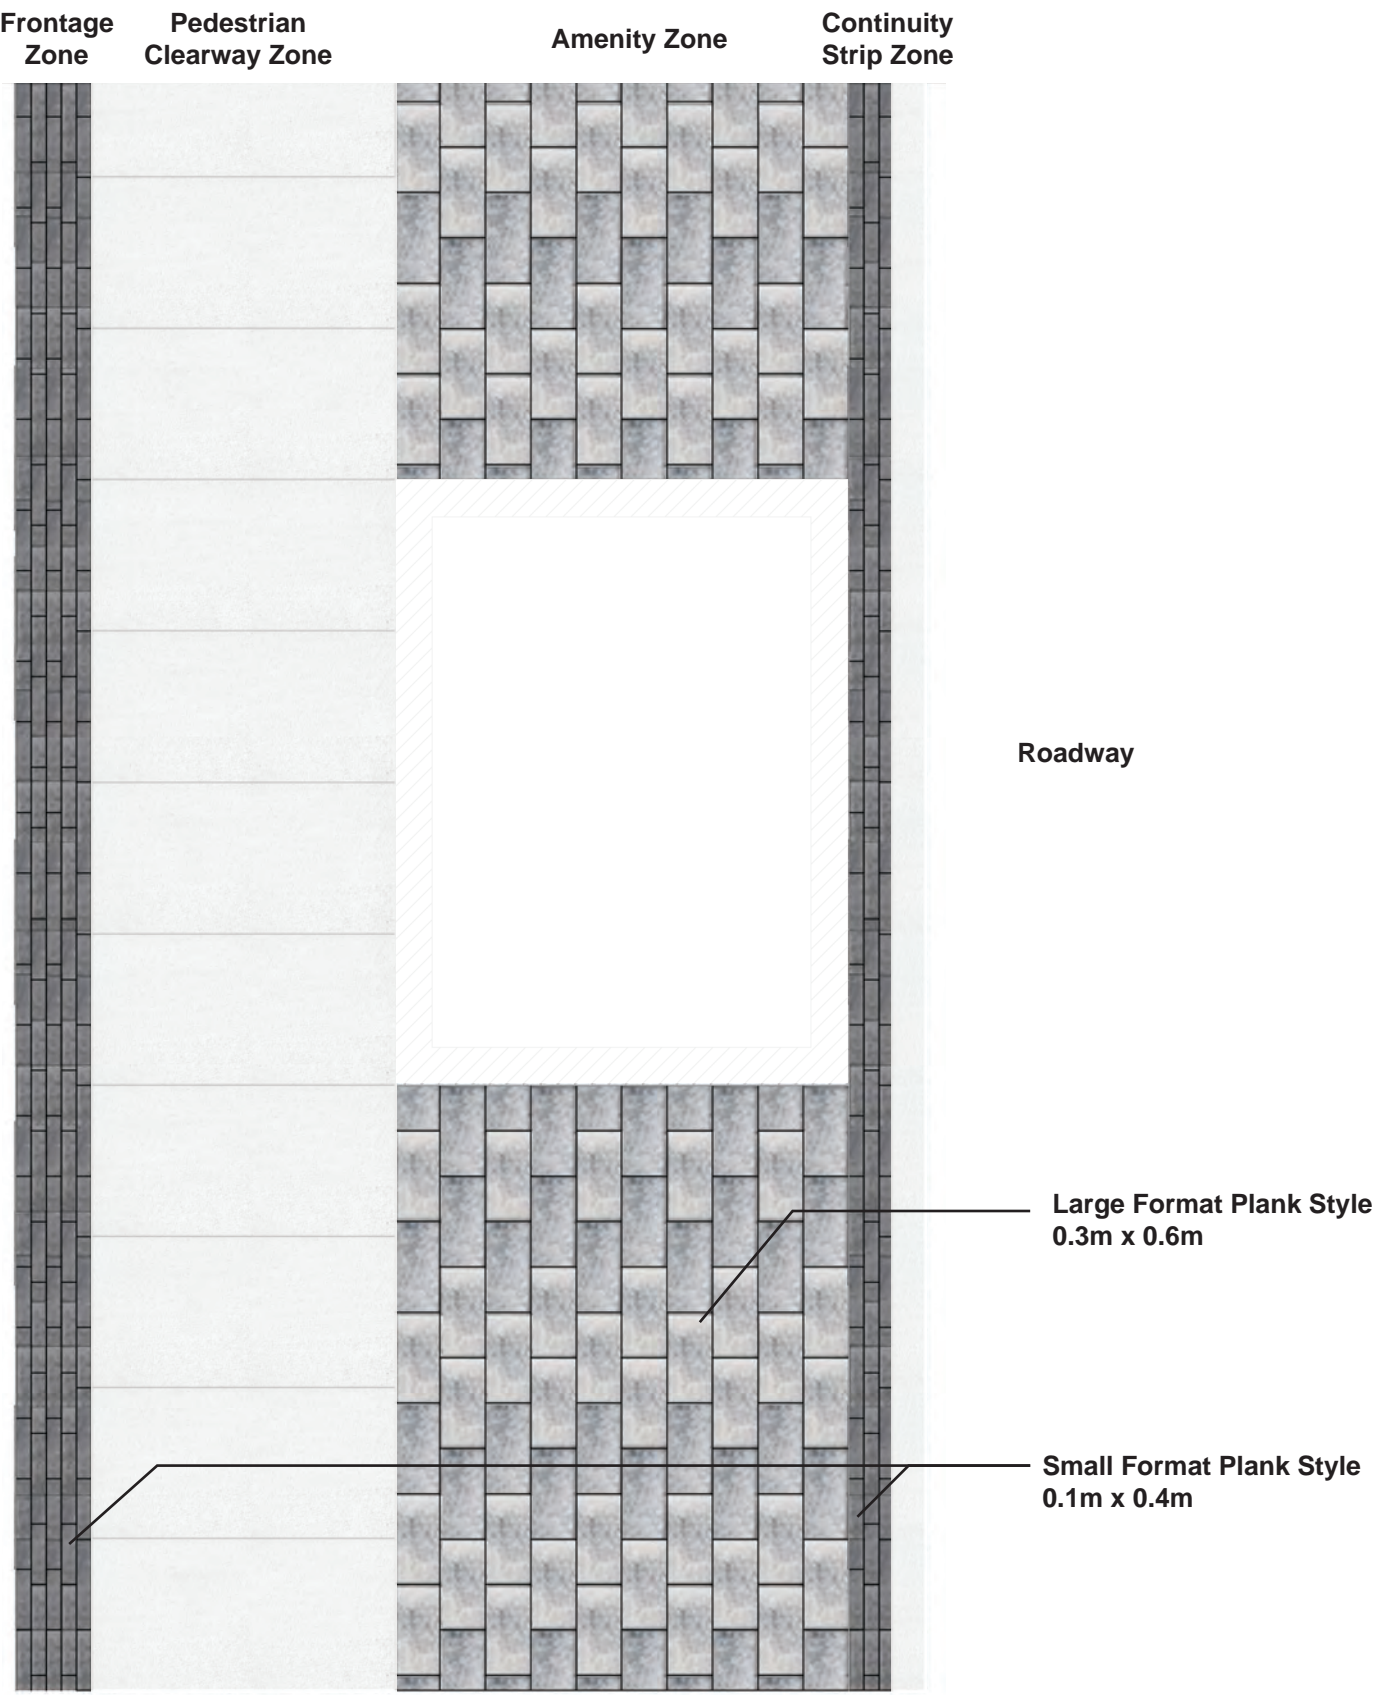 Frontage
Zone
Pedestrian
Clearway Zone
Amenity Zone
Continuity
Strip Zone
Roadway
Large Format Plank Style
0.3m x 0.6m
Small Format Plank Style
0.1m x 0.4m